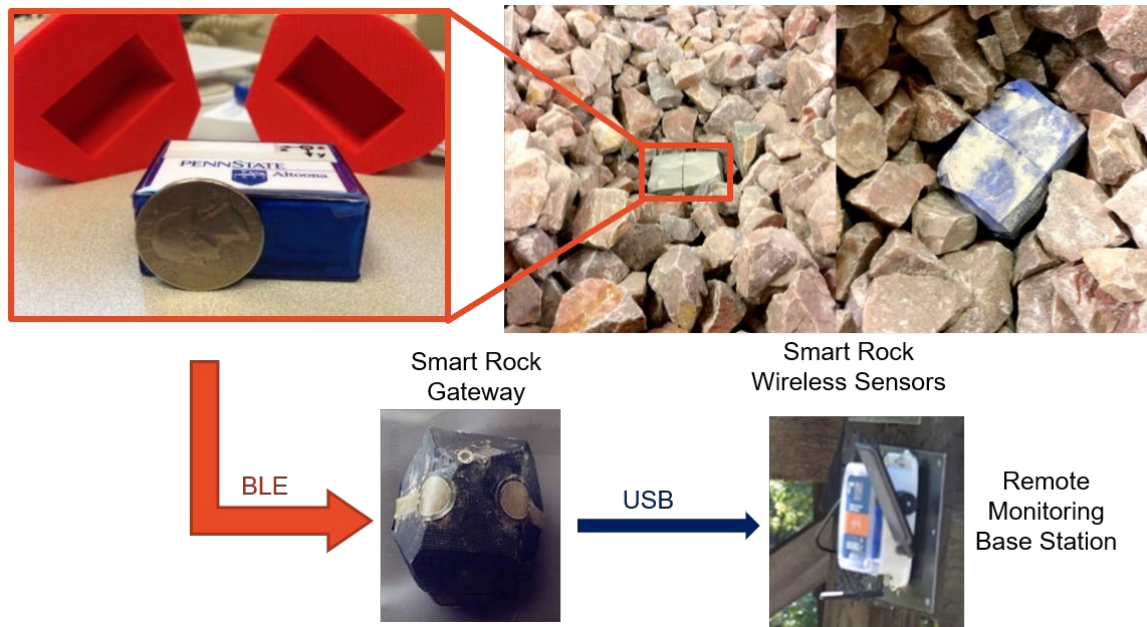 PENNSTATE
Altoona
Smart Rock
Gateway
Smart Rock
Wireless Sensors
BLE
USB
Remote
Monitoring
Base Station